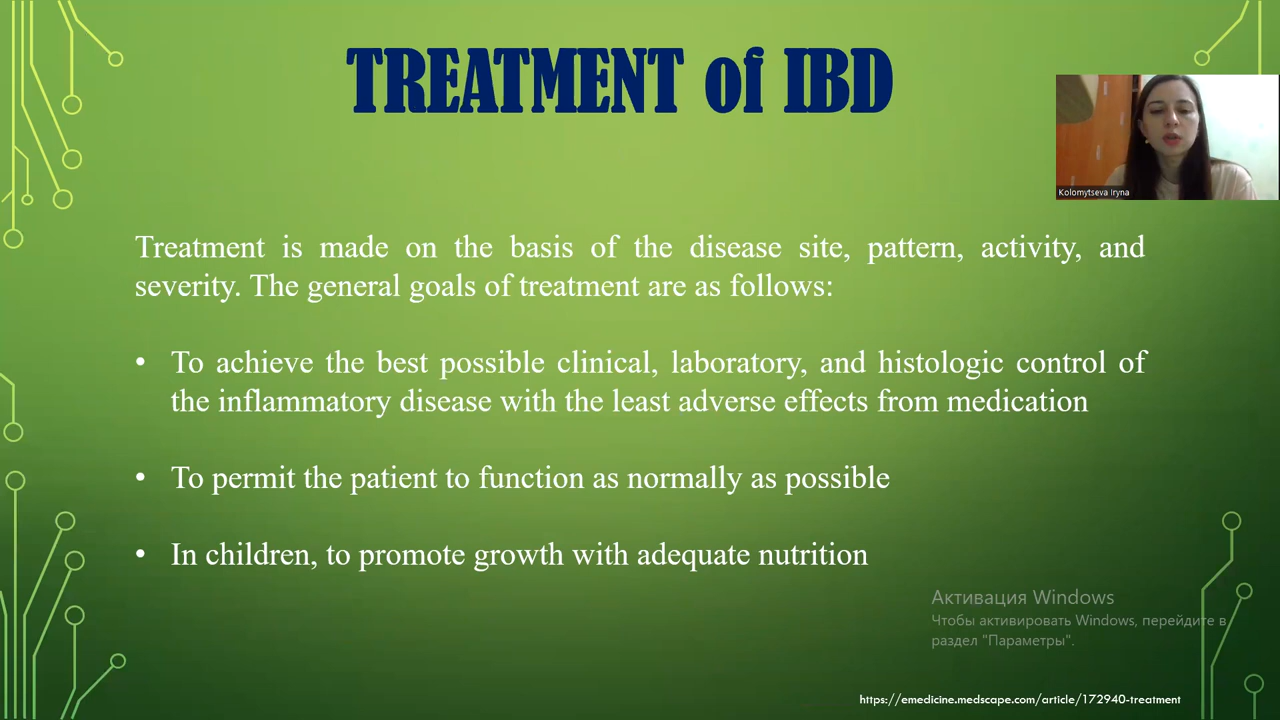 TREATMENT of IBD
Kolomytseva Iryna
Treatment is made on the basis of the disease site, pattern, activity, and
severity. The general goals of treatment are as follows:
• To achieve the best possible clinical, laboratory, and histologic control of
the inflammatory disease with the least adverse effects from medication
• To permit the patient to function as normally as possible
• In children, to promote growth with adequate nutrition
Активация Windows
Чтобы активировать Windows, перейдите в
раздел "Параметры".
https://emedicine.medscape.com/article/172940-treatment